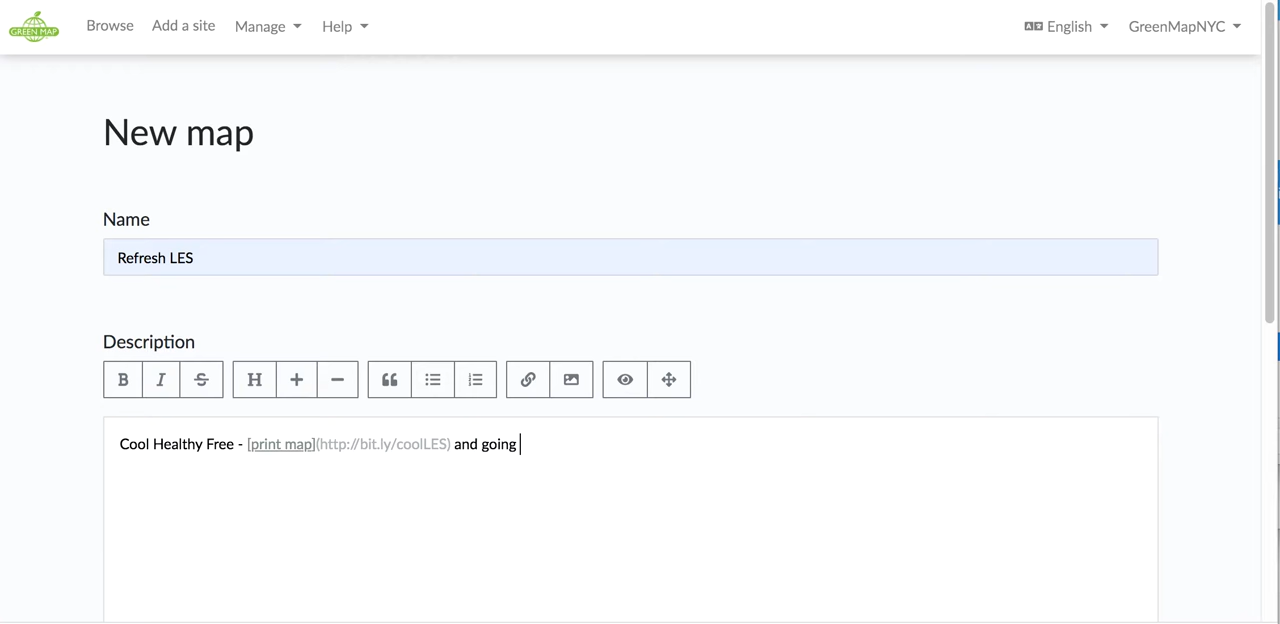 GREEN MAP Browse Add a site Manage Help English GreenMapNYC
New map
Name
Refresh LES
Description
B I S H
Cool Healthy Free - [print map](http://bit.ly/coolLES) and going